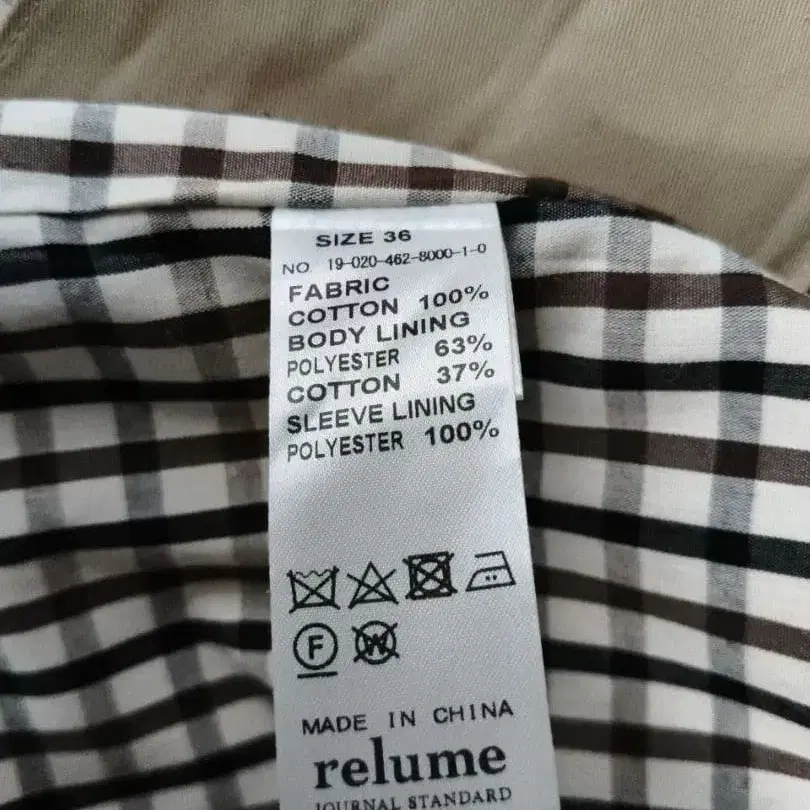 SIZE 36
NO. 19-020-462-8000-1-0
FABRIC
COTTON 100%
BODY LINING
POLYESTER 63%
COTTON 37%
SLEEVE LINING
POLYESTER 100%
F W
MADE IN CHINA
relume
JOURNAL STANDARD